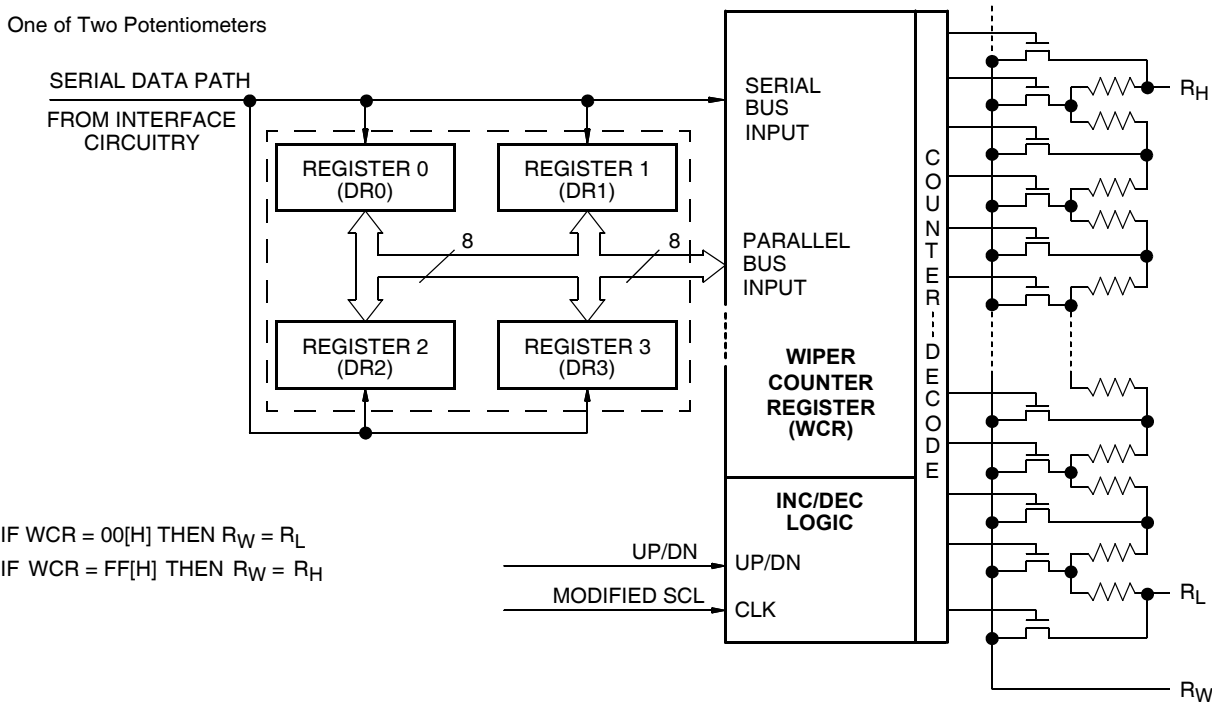 One of Two Potentiometers
SERIAL DATA PATH
FROM INTERFACE
CIRCUITRY
REGISTER 0
(DR0)
REGISTER 1
(DR1)
8
8
REGISTER 2
(DR2)
REGISTER 3
(DR3)
SERIAL
BUS
INPUT
PARALLEL
BUS
INPUT
WIPER
COUNTER
REGISTER
(WCR)
INC/DEC
LOGIC
UP/DN
UP/DN
MODIFIED SCL
CLK
COUNTER
DECODE
RH
RL
RW
IF WCR = 00[H] THEN RW = RL
IF WCR = FF[H] THEN RW = RH